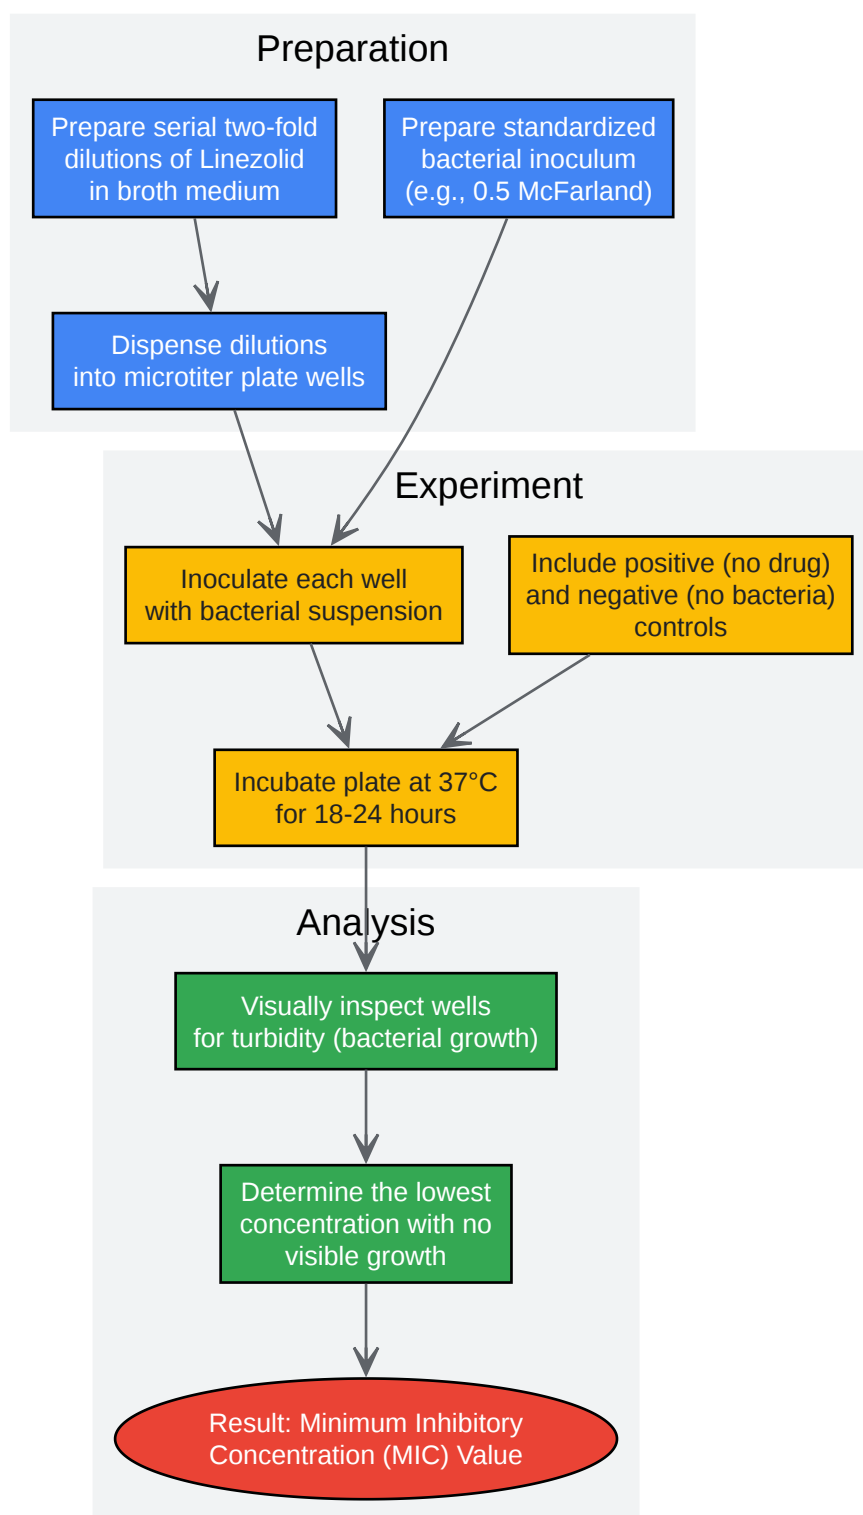 Preparation
Prepare serial two-fold
dilutions of Linezolid
in broth medium
Prepare standardized
bacterial inoculum
(e.g., 0.5 McFarland)
Dispense dilutions
into microtiter plate wells
Experiment
Inoculate each well
with bacterial suspension
Include positive (no drug)
and negative (no bacteria)
controls
Incubate plate at 37°C
for 18-24 hours
Analysis
Visually inspect wells
for turbidity (bacterial growth)
Determine the lowest
concentration with no
visible growth
Result: Minimum Inhibitory
Concentration (MIC) Value